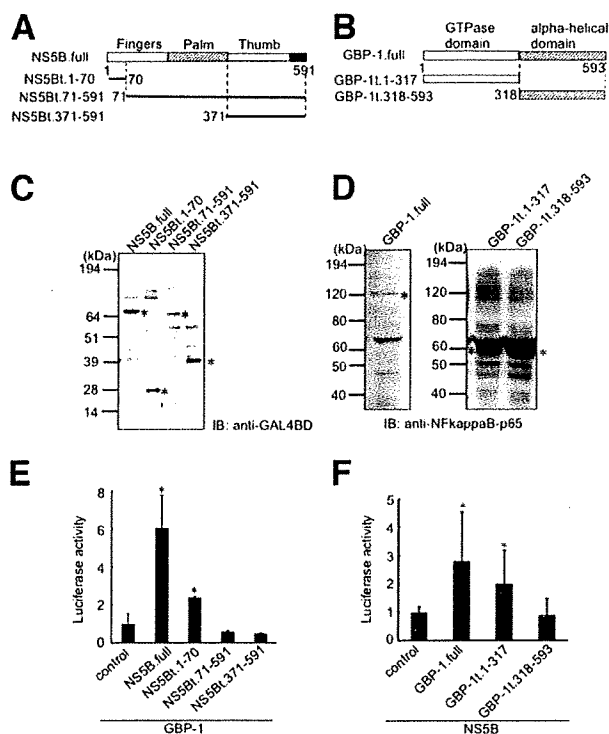 A
Fingers Palm Thumb
NS5B.full
1 591
NS5Bt.1-70 70
NS5Bt.71-591 71
NS5Bt.371-591 371
B
GTPase domain
alpha-helical domain
GBP-1.full
1 593
GBP-1t.1-317
GBP-1t.318-593 318
C
NS5B.full
NS5Bt.1-70
NS5Bt.71-591
NS5Bt.371-591
(kDa)
194
64
51
39
28
14
* * * *
IB: anti-GAL4BD
D
GBP-1.full
(kDa)
194
120
80
60
50
40
*
GBP-1t.1-317
GBP-1t.318-593
(kDa)
194
120
80
60
50
40
* * *
IB: anti-NFkappaB-p65
E
Luciferase activity
8
6
4
2
0
* *
control
NS5B.full
NS5Bt.1-70
NS5Bt.71-591
NS5Bt.371-591
GBP-1
F
Luciferase activity
5
4
3
2
1
0
* *
control
GBP-1.full
GBP-1t.1-317
GBP-1t.318-593
NS5B